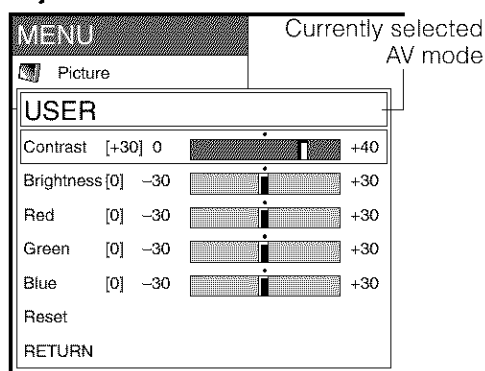 MENU
Currently selected
AV mode
Picture
USER
Contrast [+30] 0 +40
Brightness [0] –30 +30
Red [0] –30 +30
Green [0] –30 +30
Blue [0] –30 +30
Reset
RETURN